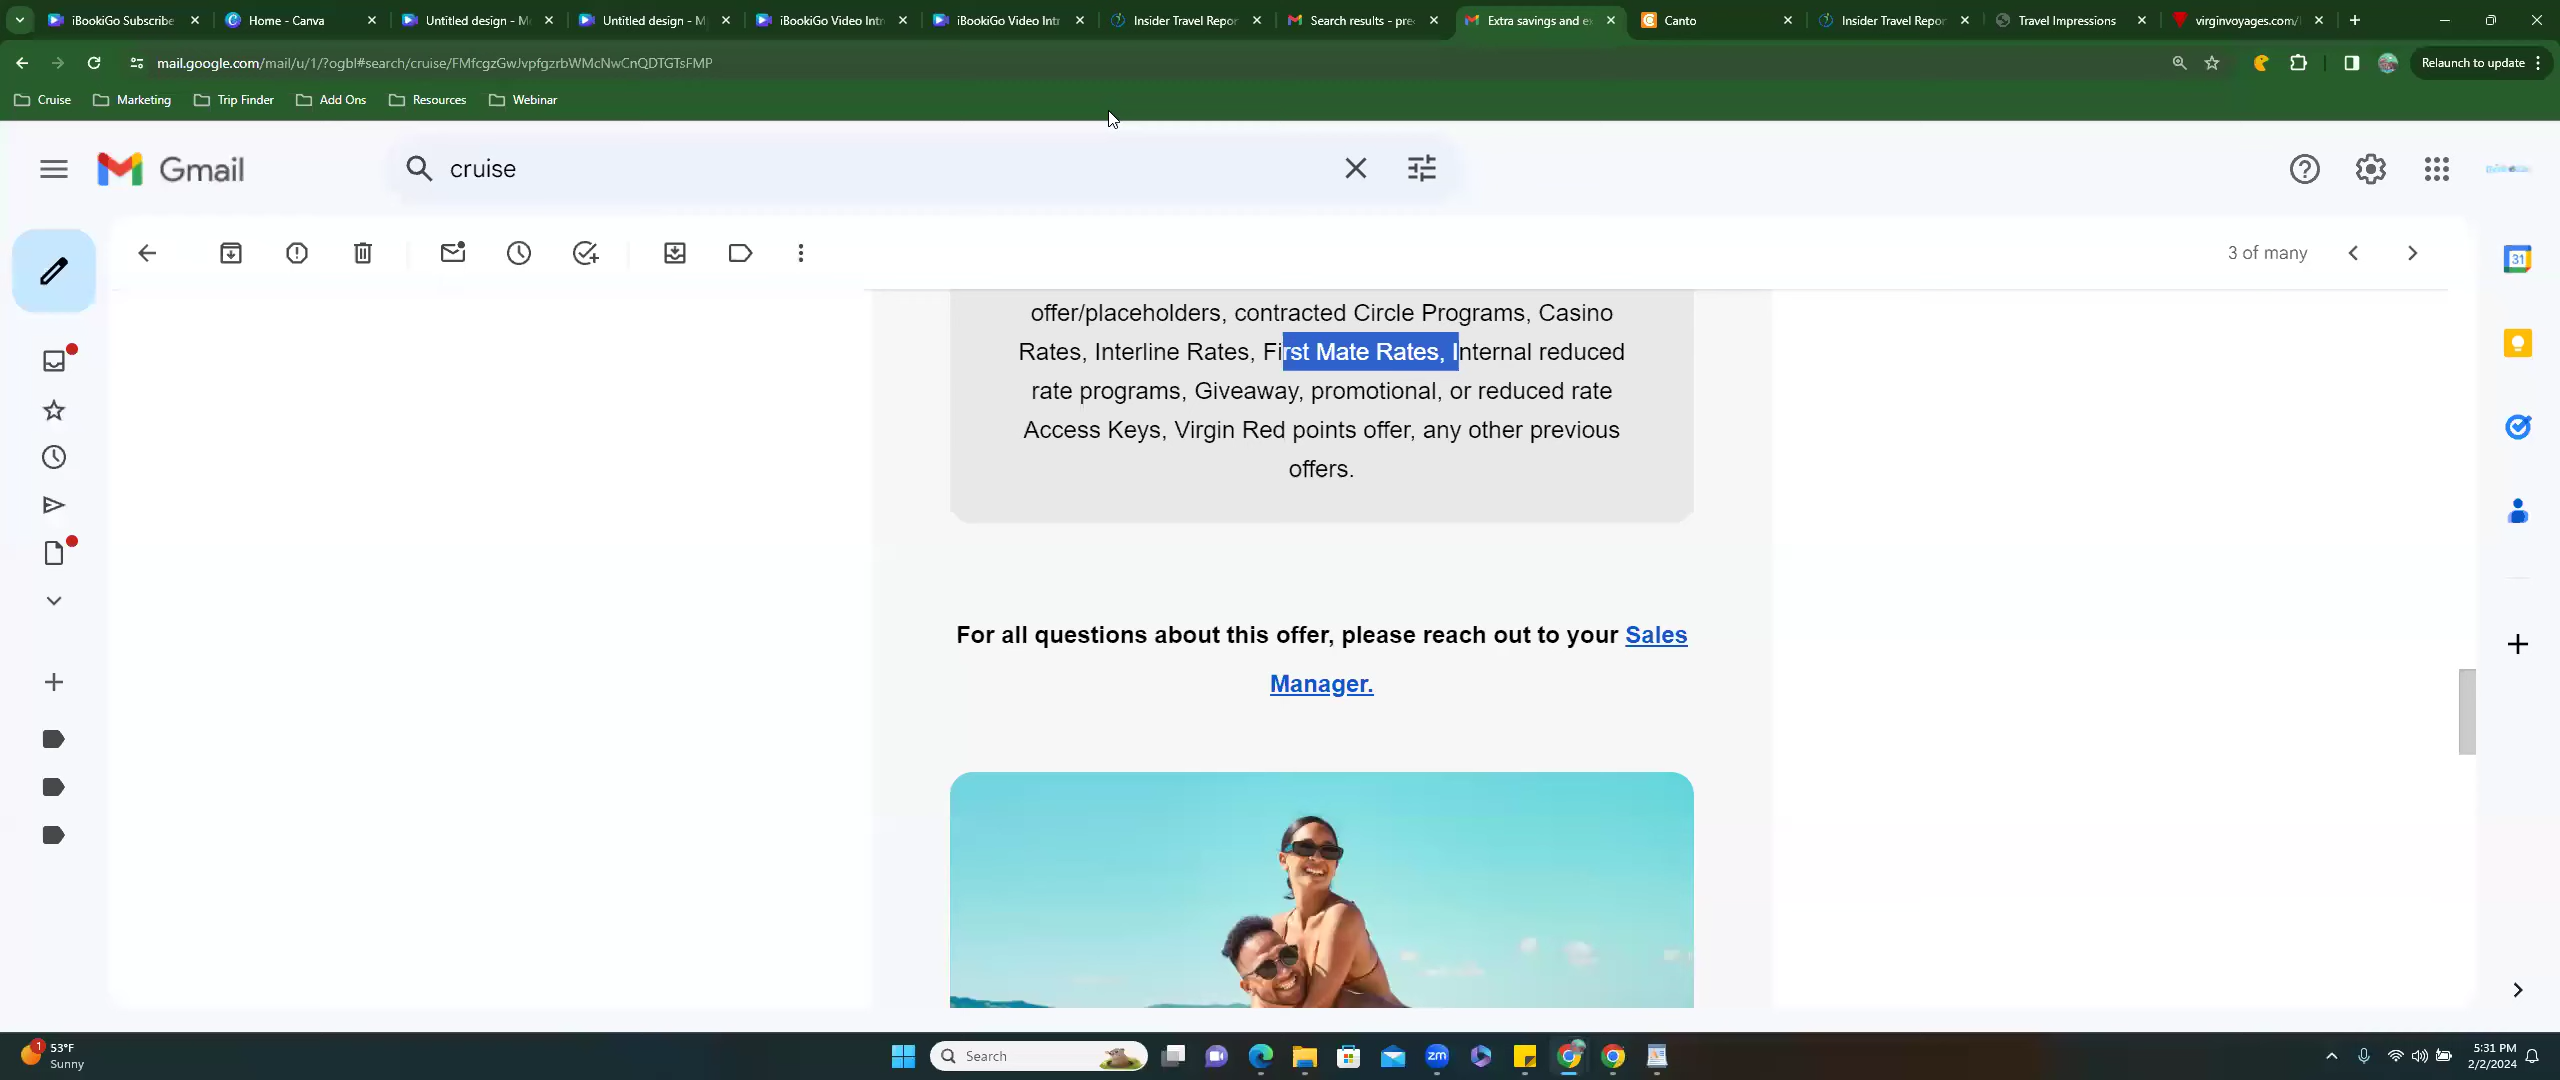 iBookiGo Subscribe
Home - Canva
Untitled design - M
Untitled design - M
iBookiGo Video Intr
iBookiGo Video Intr
Insider Travel Repor
Search results - pre
Extra savings and e
Canto
Insider Travel Repor
Travel Impressions
virginvoyages.com/
mail.google.com/mail/u/1/?ogbl#search/cruise/FMfcgzGwJvpfgzrbWMcNwCnQDTGTsFMP
Relaunch to update
Cruise
Marketing
Trip Finder
Add Ons
Resources
Webinar
Gmail
cruise
3 of many
31
offer/placeholders, contracted Circle Programs, Casino
Rates, Interline Rates, First Mate Rates, Internal reduced
rate programs, Giveaway, promotional, or reduced rate
Access Keys, Virgin Red points offer, any other previous
offers.
For all questions about this offer, please reach out to your Sales
Manager.
1
53°F
Sunny
Search
zm
5:31 PM
2/2/2024